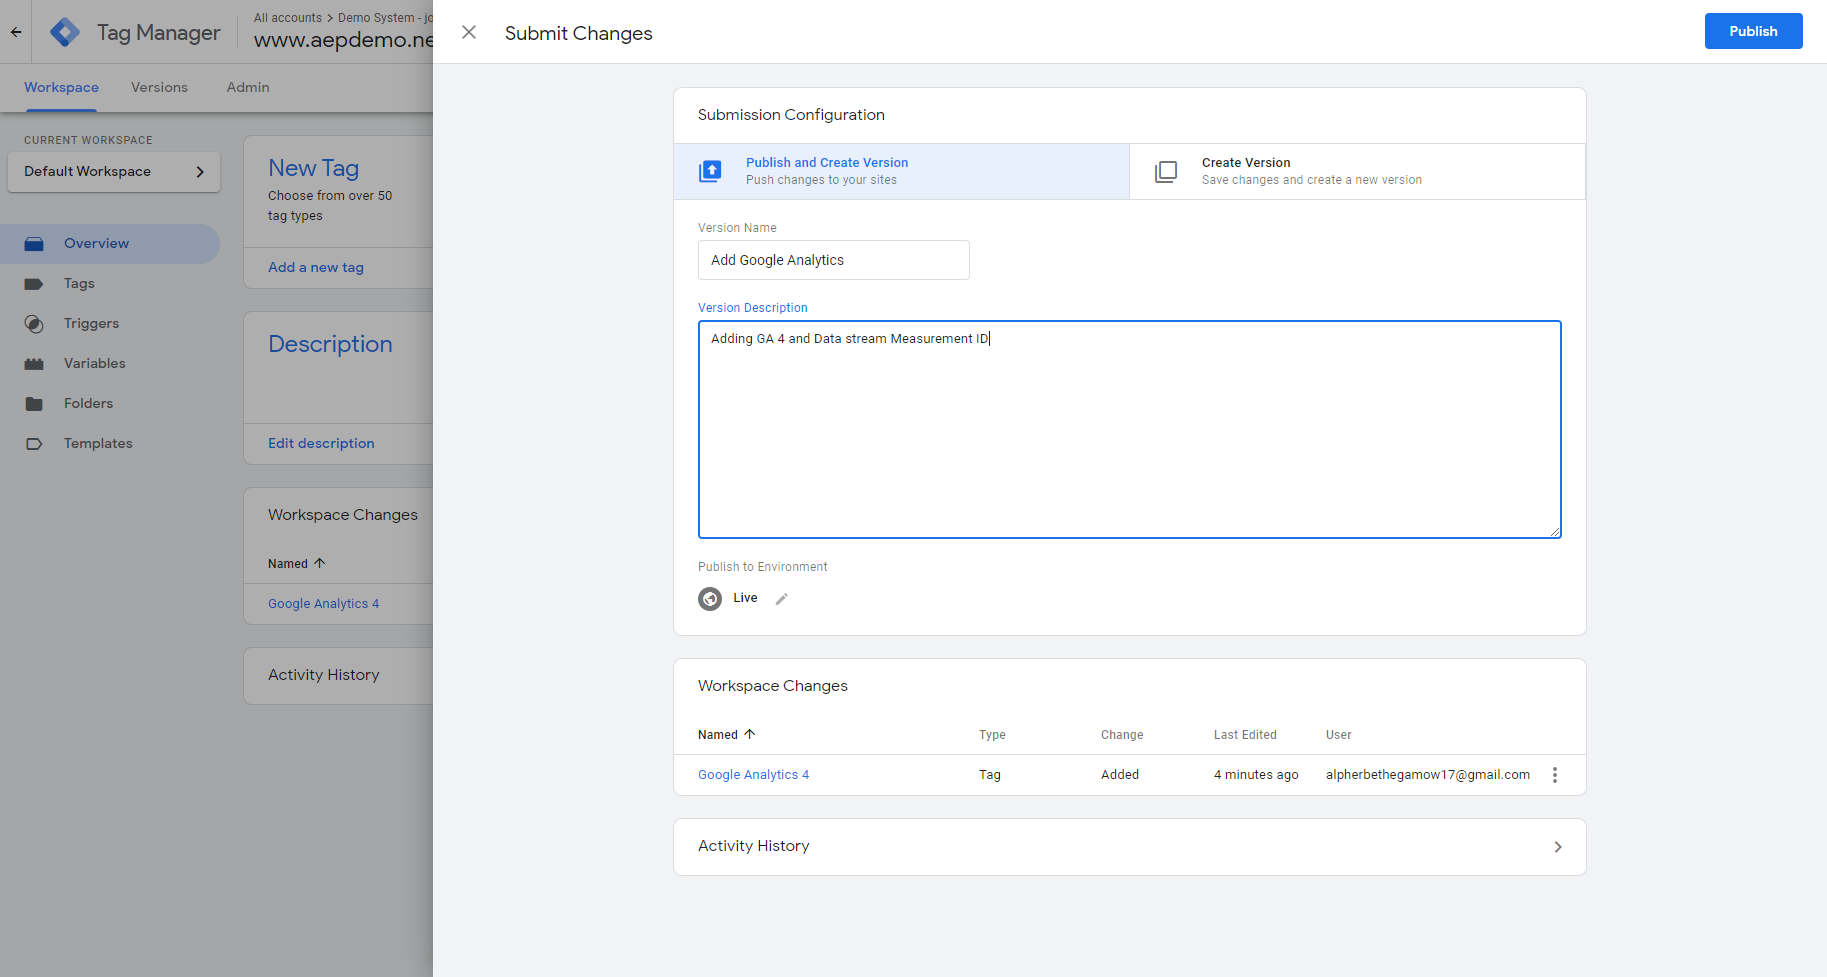 Tag Manager
All accounts > Demo System - jo
www.aepdemo.ne
Submit Changes
Publish
Workspace Versions Admin
CURRENT WORKSPACE
Default Workspace
Overview
Tags
Triggers
Variables
Folders
Templates
New Tag
Choose from over 50
tag types
Add a new tag
Description
Edit description
Workspace Changes
Named
Google Analytics 4
Activity History
Submission Configuration
Publish and Create Version
Push changes to your sites
Create Version
Save changes and create a new version
Version Name
Add Google Analytics
Version Description
Adding GA 4 and Data stream Measurement ID
Publish to Environment
Live
Workspace Changes
Named Type Change Last Edited User
Google Analytics 4 Tag Added 4 minutes ago alpherbethegamow17@gmail.com
Activity History